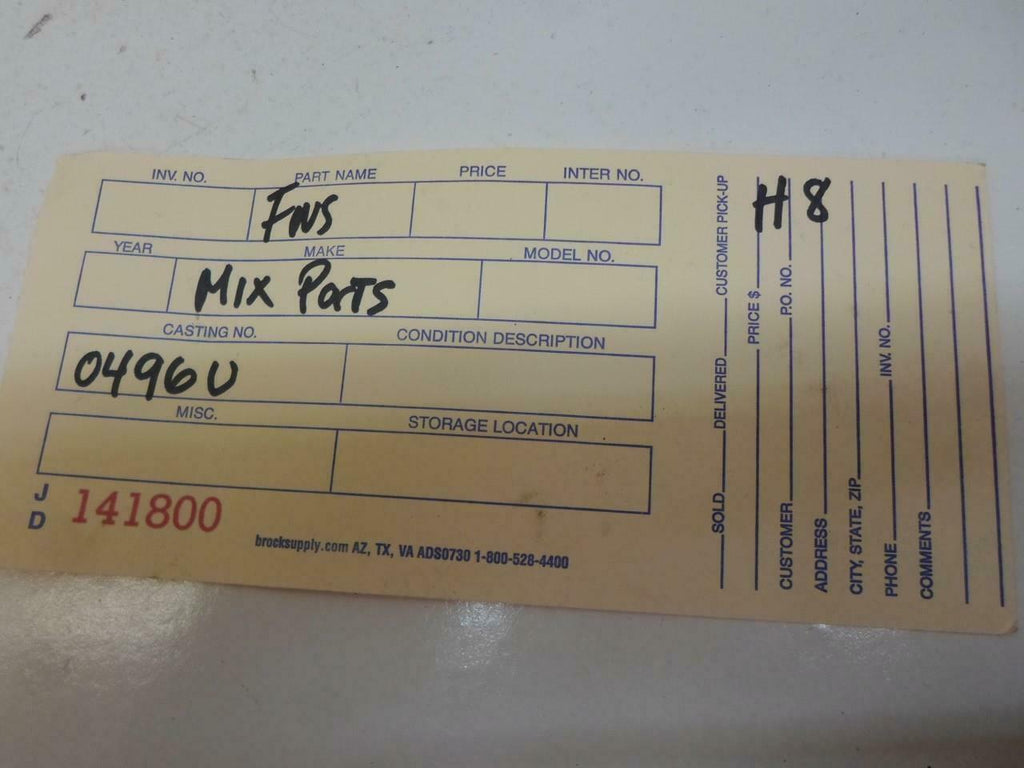 INV. NO. PART NAME PRICE INTER NO.
FNS
YEAR MAKE MODEL NO.
MIX PARTS
CASTING NO. CONDITION DESCRIPTION
04960U
MISC. STORAGE LOCATION
J D 141800
brocksupply.com AZ, TX, VA ADS0730 1-800-528-4400
SOLD DELIVERED CUSTOMER PICK-UP
H8
PRICE $
CUSTOMER P.O. NO.
ADDRESS
CITY, STATE, ZIP
PHONE INV. NO.
COMMENTS